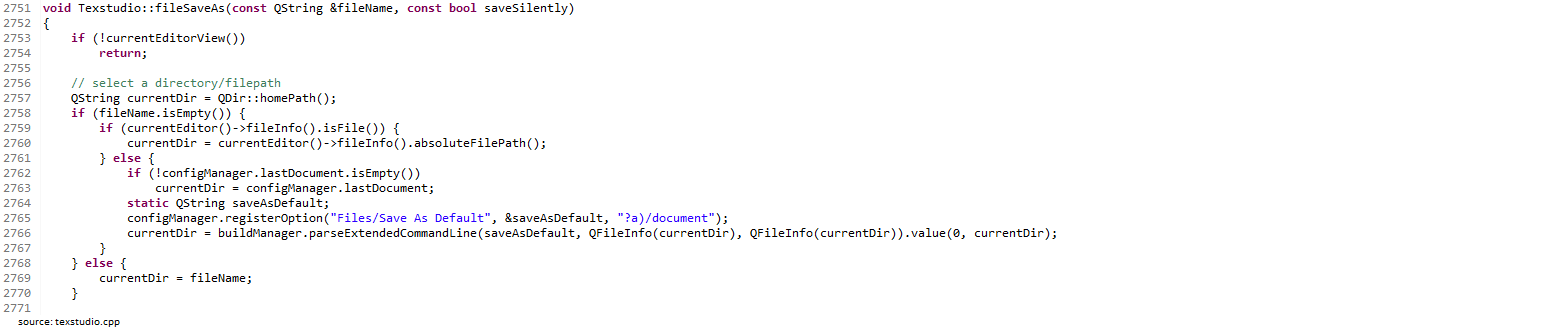 2751 void Texstudio::fileSaveAs(const QString &fileName, const bool saveSilently)
2752 {
2753     if (!currentEditorView())
2754         return;
2755
2756     // select a directory/filepath
2757     QString currentDir = QDir::homePath();
2758     if (fileName.isEmpty()) {
2759         if (currentEditor()->fileInfo().isFile()) {
2760             currentDir = currentEditor()->fileInfo().absoluteFilePath();
2761         } else {
2762             if (!configManager.lastDocument.isEmpty())
2763                 currentDir = configManager.lastDocument;
2764             static QString saveAsDefault;
2765             configManager.registerOption("Files/Save As Default", &saveAsDefault, "?a)/document");
2766             currentDir = buildManager.parseExtendedCommandLine(saveAsDefault, QFileInfo(currentDir), QFileInfo(currentDir)).value(0, currentDir);
2767         }
2768     } else {
2769         currentDir = fileName;
2770     }
2771
source: texstudio.cpp